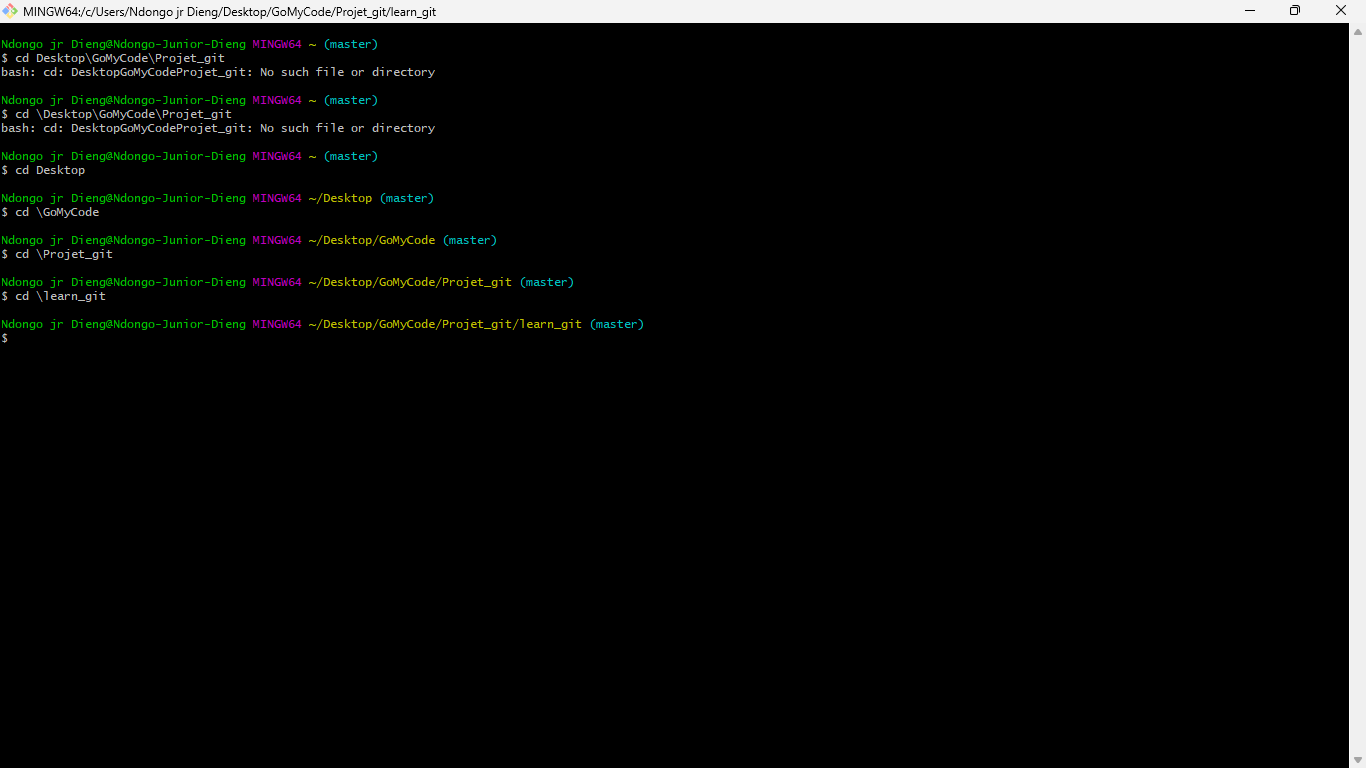 MINGW64:/c/Users/Ndongo jr Dieng/Desktop/GoMyCode/Projet_git/learn_git
Ndongo jr Dieng@Ndongo-Junior-Dieng MINGW64 ~ (master)
$ cd Desktop\GoMyCode\Projet_git
bash: cd: DesktopGoMyCodeProjet_git: No such file or directory
Ndongo jr Dieng@Ndongo-Junior-Dieng MINGW64 ~ (master)
$ cd \Desktop\GoMyCode\Projet_git
bash: cd: DesktopGoMyCodeProjet_git: No such file or directory
Ndongo jr Dieng@Ndongo-Junior-Dieng MINGW64 ~ (master)
$ cd Desktop
Ndongo jr Dieng@Ndongo-Junior-Dieng MINGW64 ~/Desktop (master)
$ cd \GoMyCode
Ndongo jr Dieng@Ndongo-Junior-Dieng MINGW64 ~/Desktop/GoMyCode (master)
$ cd \Projet_git
Ndongo jr Dieng@Ndongo-Junior-Dieng MINGW64 ~/Desktop/GoMyCode/Projet_git (master)
$ cd \learn_git
Ndongo jr Dieng@Ndongo-Junior-Dieng MINGW64 ~/Desktop/GoMyCode/Projet_git/learn_git (master)
$